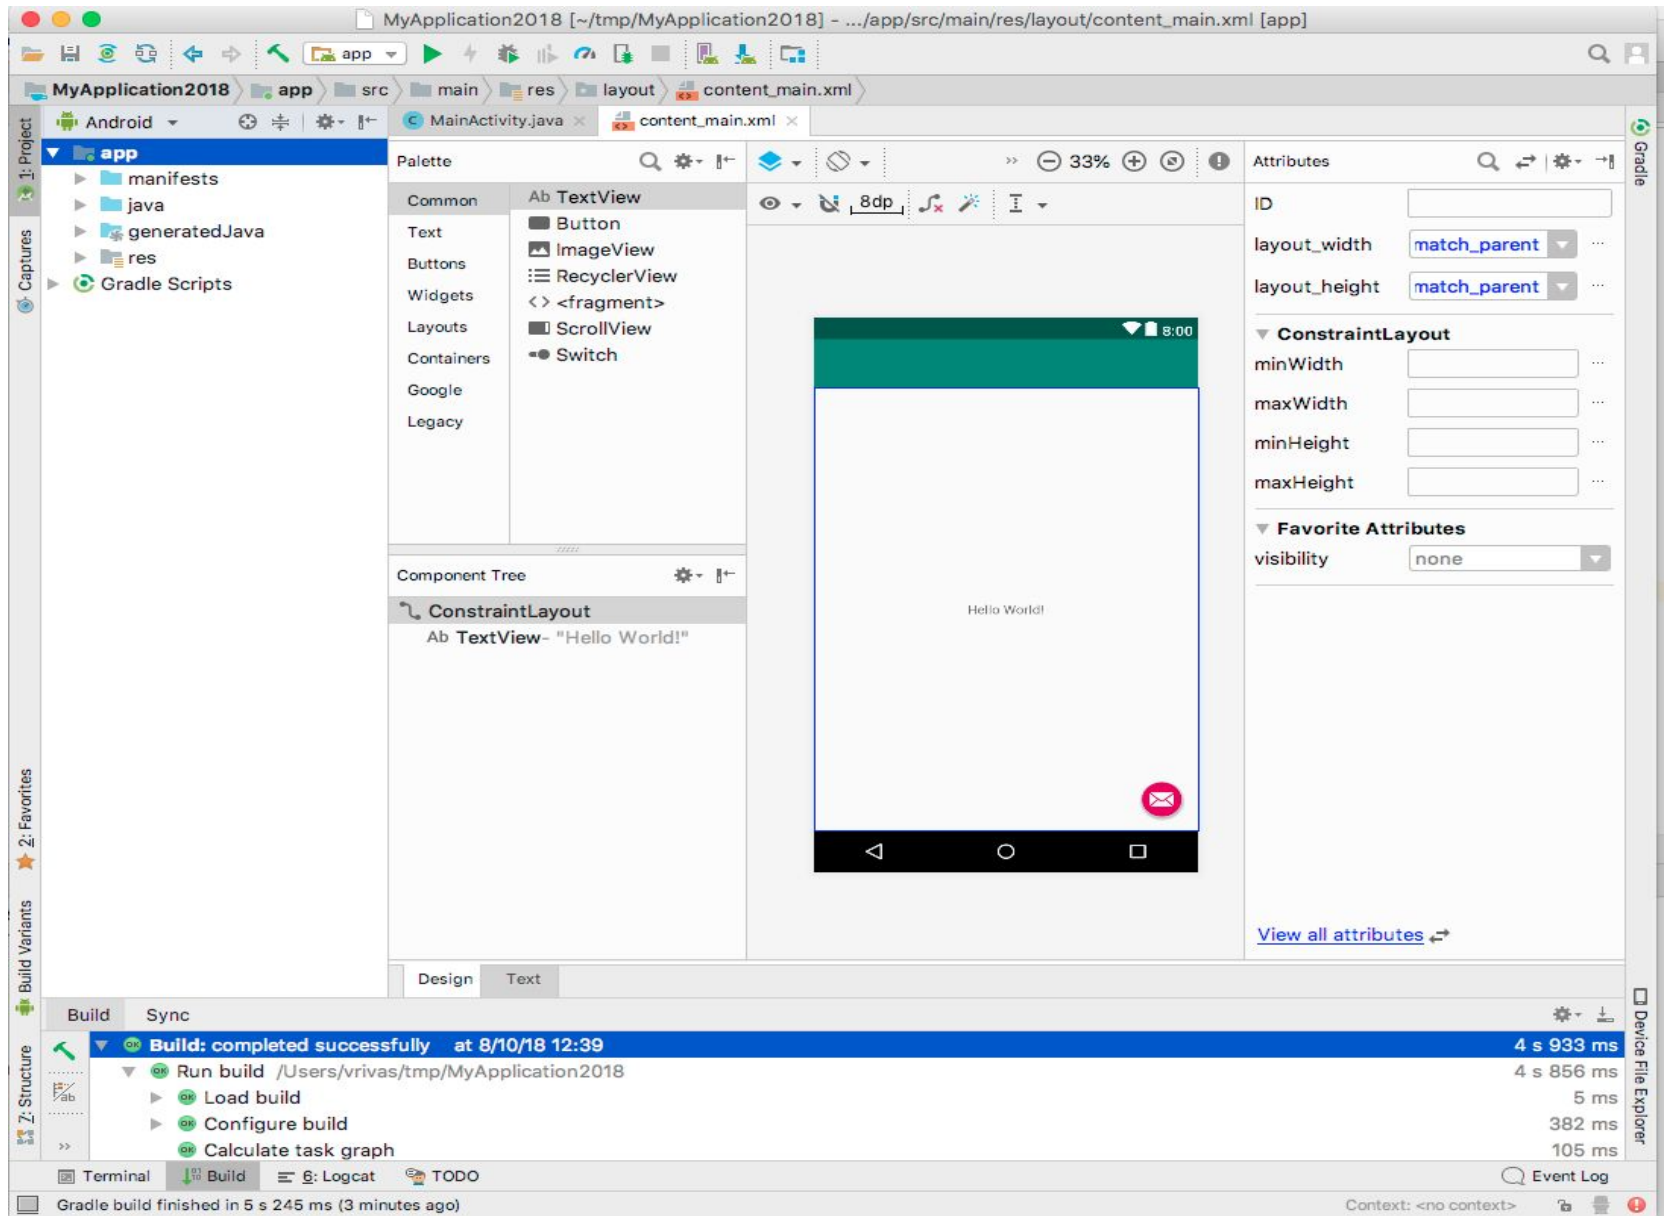 MyApplication2018 [~/tmp/MyApplication2018] - .../app/src/main/res/layout/content_main.xml [app]
app
MyApplication2018 app src main res layout content_main.xml
1: Project
Captures
2: Favorites
Build Variants
Z: Structure
Android
app
manifests
java
generatedJava
res
Gradle Scripts
MainActivity.java content_main.xml
Palette
Common
Text
Buttons
Widgets
Layouts
Containers
Google
Legacy
Ab TextView
Button
ImageView
RecyclerView
<> <fragment>
ScrollView
Switch
Component Tree
ConstraintLayout
Ab TextView- "Hello World!"
» 33%
8dp
8:00
Hello World!
Design Text
Attributes
ID
layout_width match_parent ...
layout_height match_parent ...
ConstraintLayout
minWidth ...
maxWidth ...
minHeight ...
maxHeight ...
Favorite Attributes
visibility none
View all attributes
Gradle
Device File Explorer
Build Sync
Build: completed successfully at 8/10/18 12:39 4 s 933 ms
OK Run build /Users/vrivas/tmp/MyApplication2018 4 s 856 ms
OK Load build 5 ms
OK Configure build 382 ms
OK Calculate task graph 105 ms
»
Terminal Build 6: Logcat TODO Event Log
Gradle build finished in 5 s 245 ms (3 minutes ago) Context: <no context>